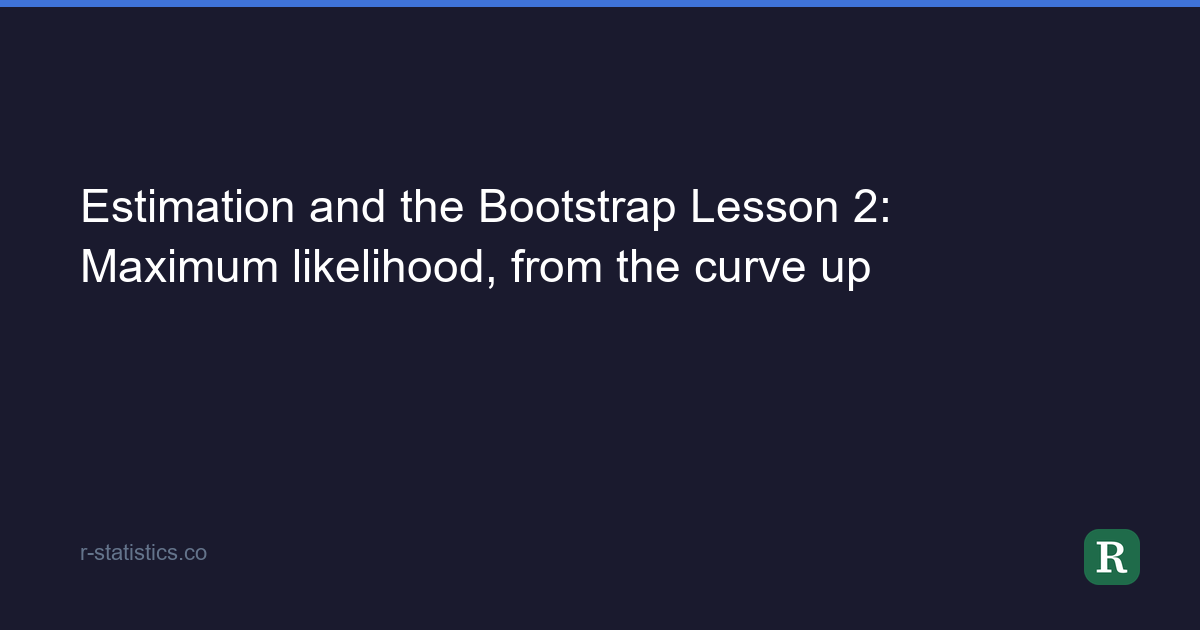 Estimation and the Bootstrap Lesson 2:
Maximum likelihood, from the curve up
r-statistics.co
R